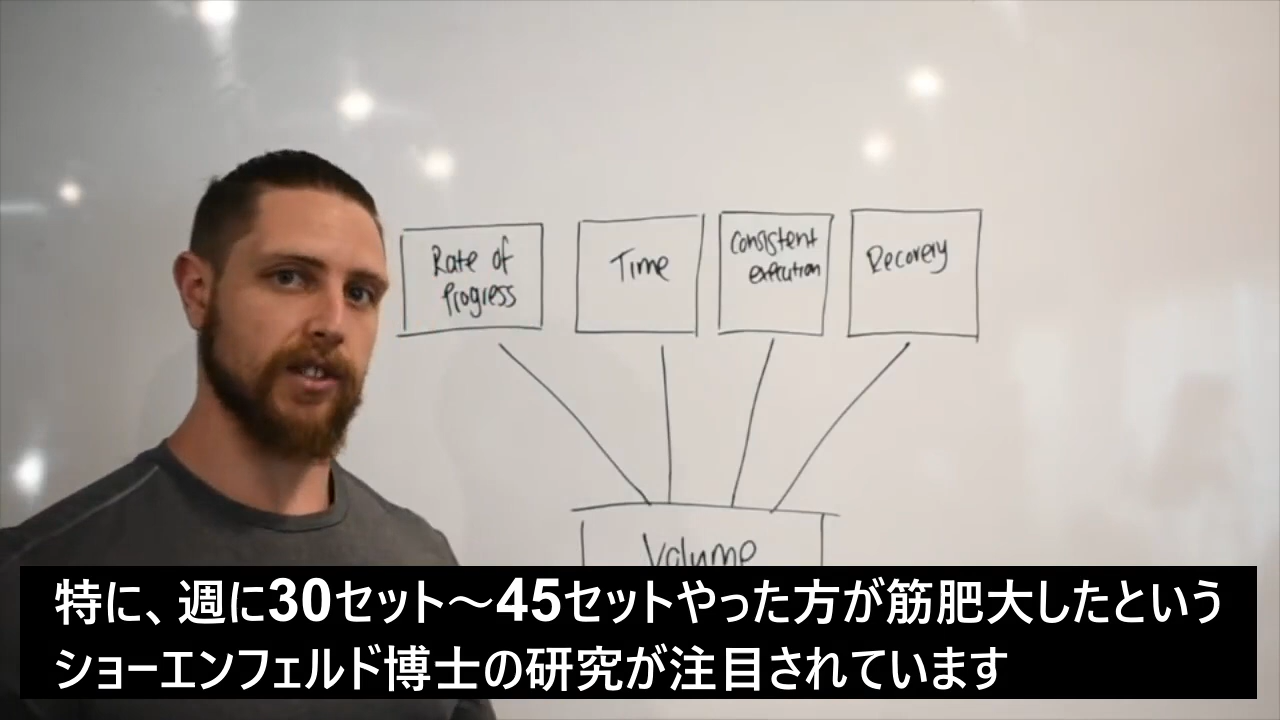 Rate of
Progress
Time
Consistent
execution
Recovery
Volume
特に、週に30セット～45セットやった方が筋肥大したという
ショーエンフェルド博士の研究が注目されています